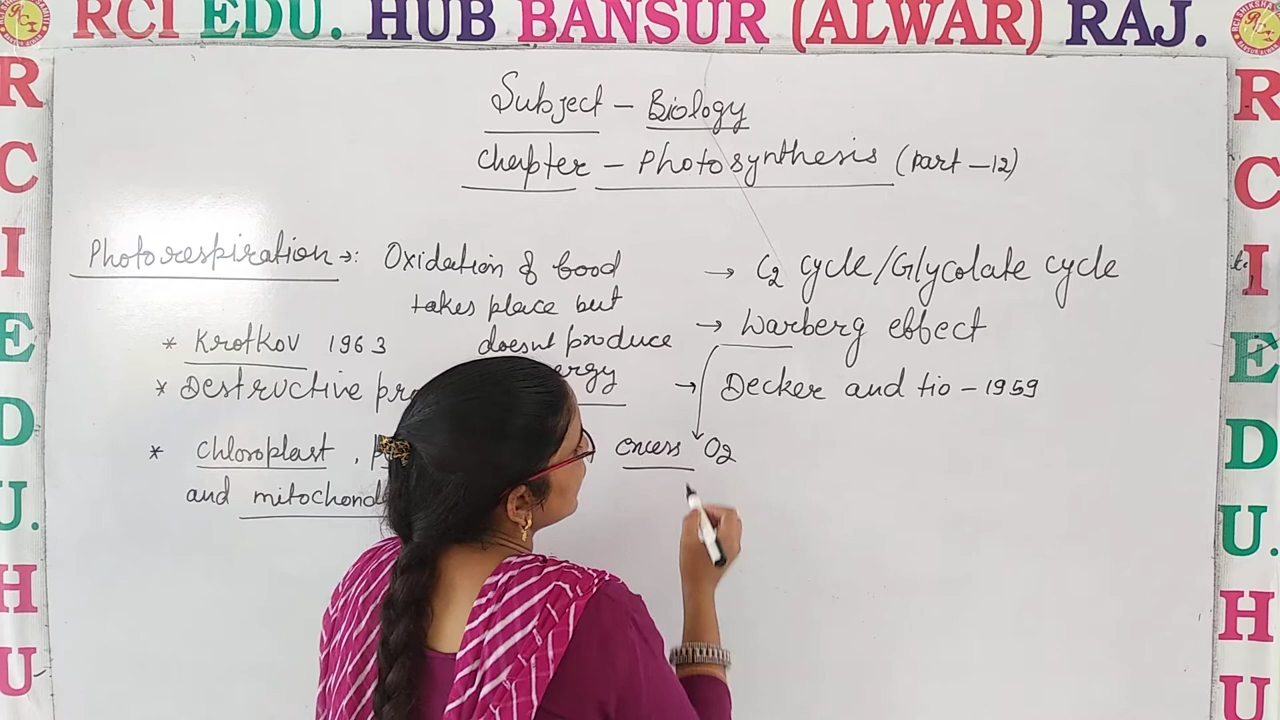 RCI EDU. HUB BANSUR (ALWAR) RAJ.
Subject - Biology
Chapter - Photosynthesis (Part - 12)
Photorespiration →: Oxidation of food
takes place but
doesnt produce
* Krotkov 1963
* Destructive
* Chloroplast ,
and
→ C2 cycle/Glycolate cycle
→ Warberg effect
→ Decker and tio - 1959
excess O2
R
C
I
E
D
U.
H
U
R
C
I
E
D
U.
H
U